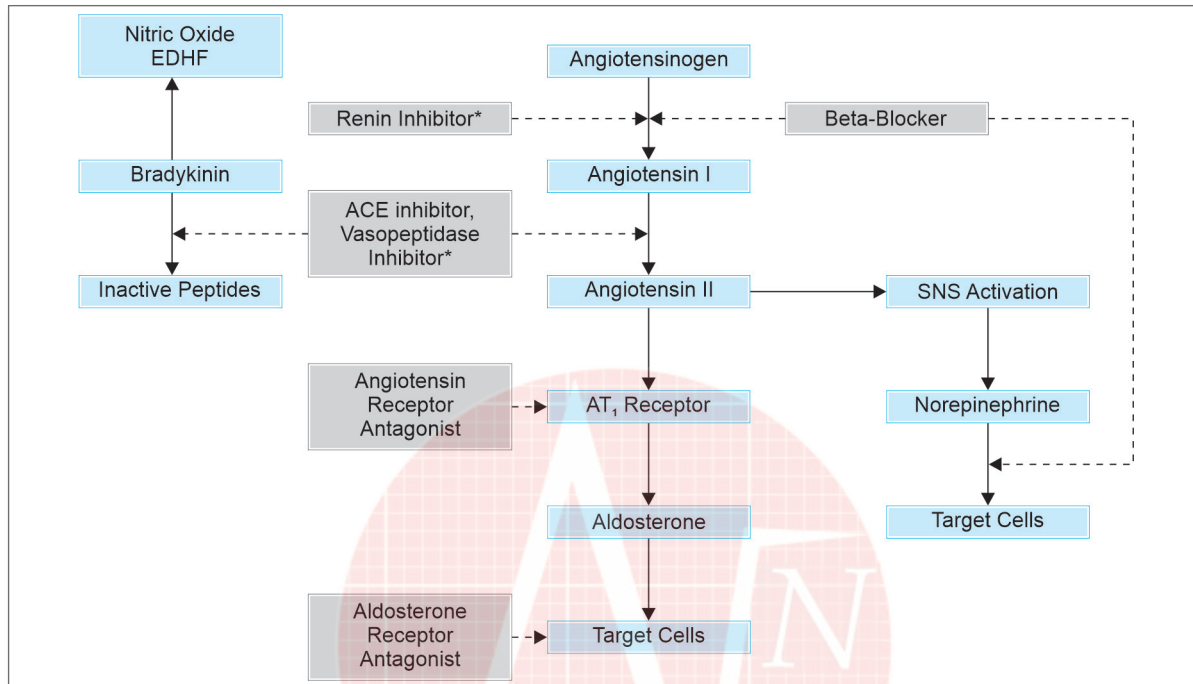 Nitric Oxide
EDHF
Angiotensinogen
Renin Inhibitor*
Beta-Blocker
Bradykinin
Angiotensin I
ACE inhibitor,
Vasopeptidase
Inhibitor*
Inactive Peptides
Angiotensin II
SNS Activation
Angiotensin
Receptor
Antagonist
AT₁ Receptor
Norepinephrine
Aldosterone
Target Cells
Aldosterone
Receptor
Antagonist
Target Cells
N